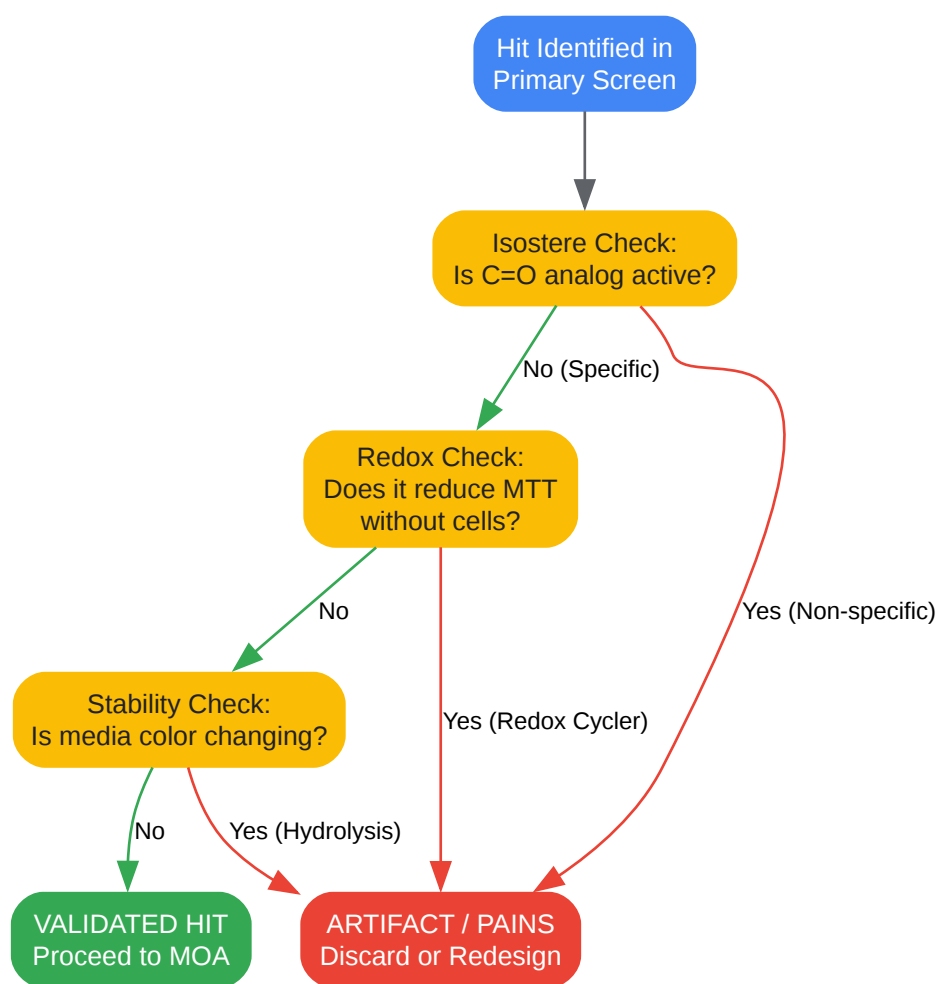 Hit Identified in
Primary Screen
Isostere Check:
Is C=O analog active?
No (Specific)
Redox Check:
Does it reduce MTT
without cells?
No
Yes (Non-specific)
Stability Check:
Is media color changing?
Yes (Redox Cycler)
No
Yes (Hydrolysis)
VALIDATED HIT
Proceed to MOA
ARTIFACT / PAINS
Discard or Redesign